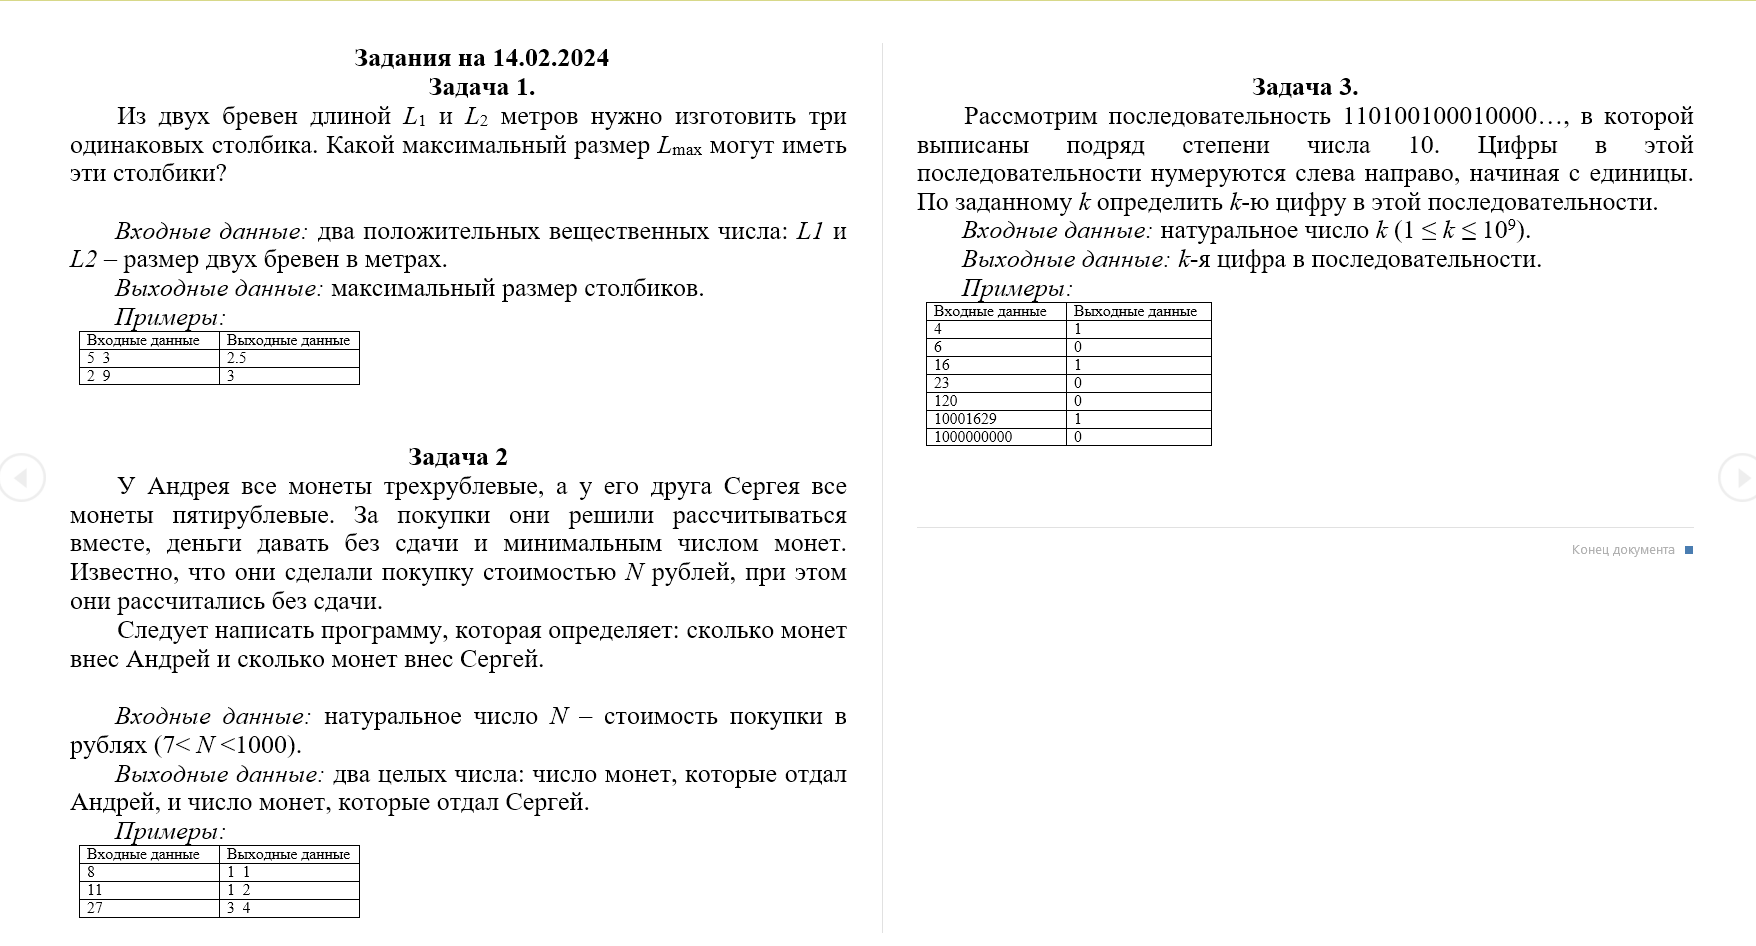 Задания на 14.02.2024
Задача 1.
Из двух бревен длиной L1 и L2 метров нужно изготовить три
одинаковых столбика. Какой максимальный размер Lmax могут иметь
эти столбики?
Входные данные: два положительных вещественных числа: L1 и
L2 – размер двух бревен в метрах.
Выходные данные: максимальный размер столбиков.
Примеры:
Входные данные Выходные данные
5 3 2.5
2 9 3
Задача 2
У Андрея все монеты трехрублевые, а у его друга Сергея все
монеты пятирублевые. За покупки они решили рассчитываться
вместе, деньги давать без сдачи и минимальным числом монет.
Известно, что они сделали покупку стоимостью N рублей, при этом
они рассчитались без сдачи.
Следует написать программу, которая определяет: сколько монет
внес Андрей и сколько монет внес Сергей.
Входные данные: натуральное число N – стоимость покупки в
рублях (7< N <1000).
Выходные данные: два целых числа: число монет, которые отдал
Андрей, и число монет, которые отдал Сергей.
Примеры:
Входные данные Выходные данные
8 1 1
11 1 2
27 3 4
Задача 3.
Рассмотрим последовательность 110100100010000…, в которой
выписаны подряд степени числа 10. Цифры в этой
последовательности нумеруются слева направо, начиная с единицы.
По заданному k определить k-ю цифру в этой последовательности.
Входные данные: натуральное число k (1 ≤ k ≤ 10⁹).
Выходные данные: k-я цифра в последовательности.
Примеры:
Входные данные Выходные данные
4 1
6 0
16 1
23 0
120 0
10001629 1
1000000000 0
Конец документа